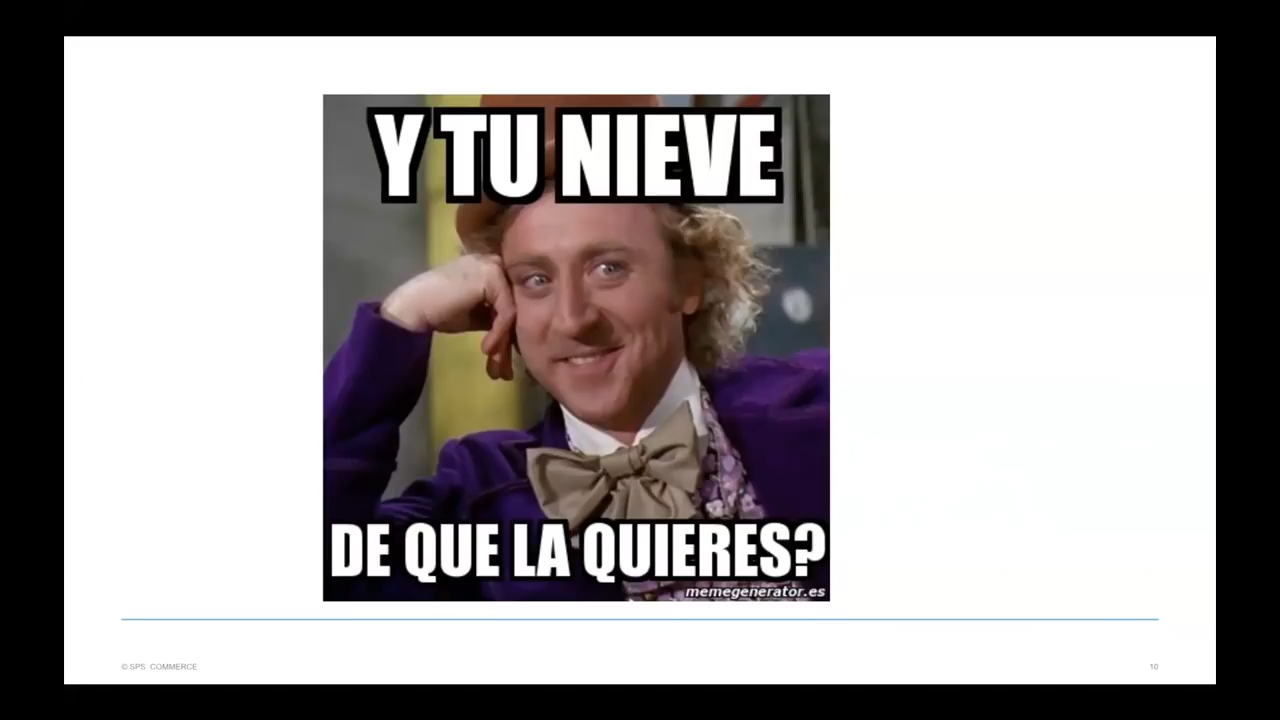 Y TU NIEVE
DE QUE LA QUIERES?
memegenerator.es
© SPS COMMERCE
10